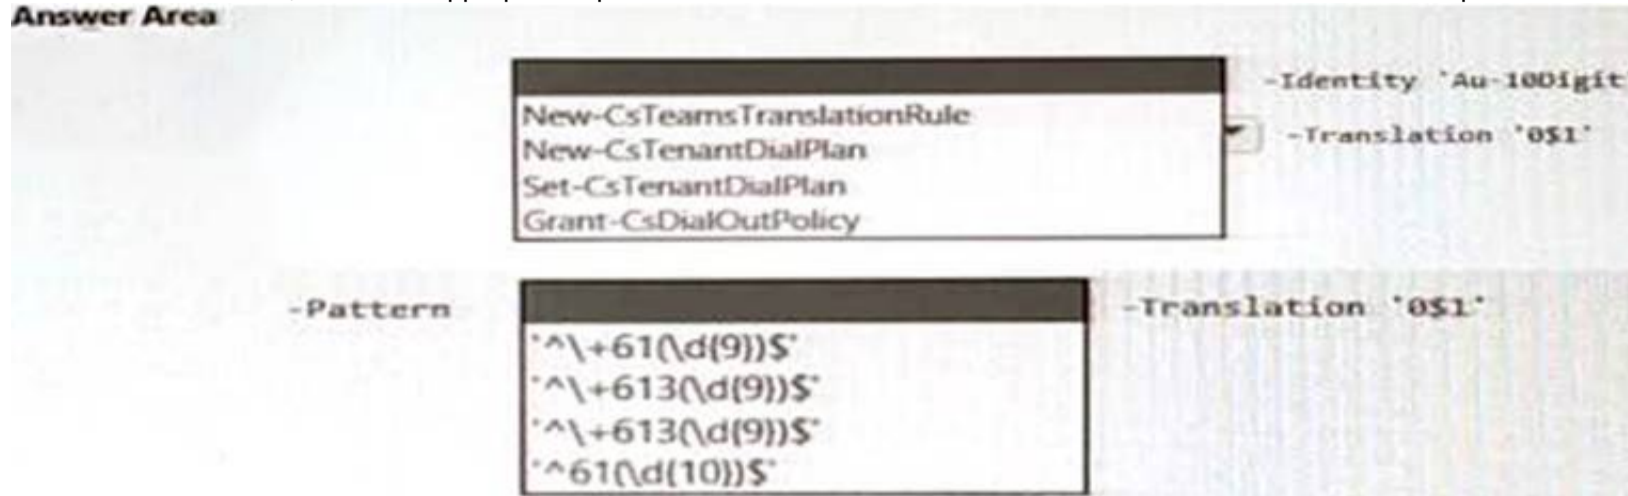 Answer Area
-Identity 'Au-10Digit
New-CsTeamsTranslationRule
-Translation '0$1'
New-CsTenantDialPlan
Set-CsTenantDialPlan
Grant-CsDialOutPolicy
-Pattern
-Translation '0$1'
'^\+61(\d{9})$'
'^\+613(\d{9})$'
'^\+613(\d{9})$'
'^61(\d{10})$'